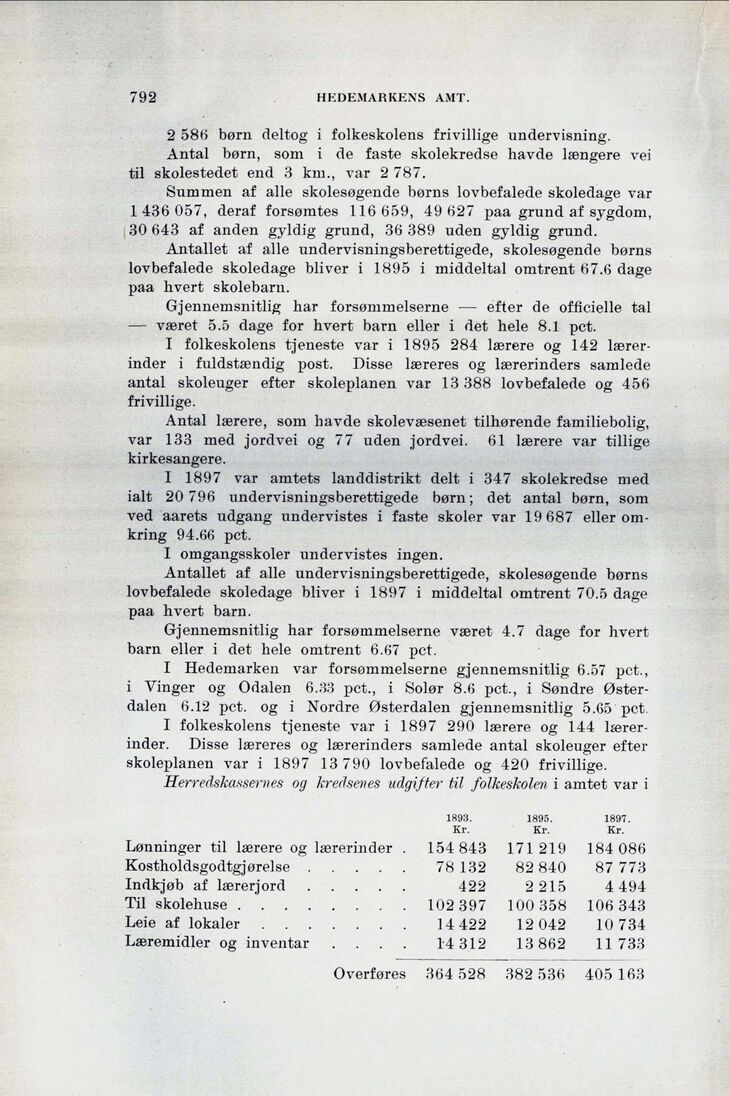 792 HEDEMARKENS AMT.
2 586 børn deltog i folkeskolens frivillige undervisning.
Antal børn, som i de faste skolekredse havde længere vei
til skolestedet end 3 km., var 2 787.
Summen af alle skolesøgende børns lovbefalede skoledage var
1 436 057, deraf forsømtes 116 659, 49 627 paa grund af sygdom,
30 643 af anden gyldig grund, 36 389 uden gyldig grund.
Antallet af alle undervisningsberettigede, skolesøgende børns
lovbefalede skoledage bliver i 1895 i middeltal omtrent 67.6 dage
paa hvert skolebarn.
Gjennemsnitlig har forsømmelserne — efter de officielle tal
— været 5.5 dage for hvert barn eller i det hele 8.1 pct.
I folkeskolens tjeneste var i 1895 284 lærere og 142 lærer-
inder i fuldstændig post. Disse læreres og lærerinders samlede
antal skoleuger efter skoleplanen var 13 388 lovbefalede og 456
frivillige.
Antal lærere, som havde skolevæsenet tilhørende familiebolig,
var 133 med jordvei og 77 uden jordvei. 61 lærere var tillige
kirkesangere.
I 1897 var amtets landdistrikt delt i 347 skolekredse med
ialt 20 796 undervisningsberettigede børn; det antal børn, som
ved aarets udgang undervistes i faste skoler var 19 687 eller om-
kring 94.66 pct.
I omgangsskoler undervistes ingen.
Antallet af alle undervisningsberettigede, skolesøgende børns
lovbefalede skoledage bliver i 1897 i middeltal omtrent 70.5 dage
paa hvert barn.
Gjennemsnitlig har forsømmelserne været 4.7 dage for hvert
barn eller i det hele omtrent 6.67 pct.
I Hedemarken var forsømmelserne gjennemsnitlig 6.57 pct.,
i Vinger og Odalen 6.33 pct., i Solør 8.6 pct., i Søndre Øster-
dalen 6.12 pct. og i Nordre Østerdalen gjennemsnitlig 5.65 pct.
I folkeskolens tjeneste var i 1897 290 lærere og 144 lærer-
inder. Disse læreres og lærerinders samlede antal skoleuger efter
skoleplanen var i 1897 13 790 lovbefalede og 420 frivillige.
Herredskassernes og kredsenes udgifter til folkeskolen i amtet var i
1893. 1895. 1897.
Kr. Kr. Kr.
Lønninger til lærere og lærerinder . 154 843 171 219 184 086
Kostholdsgodtgjørelse . . . . . 78 132 82 840 87 773
Indkjøb af lærerjord . . . . . 422 2 215 4 494
Til skolehuse . . . . . . . . 102 397 100 358 106 343
Leie af lokaler . . . . . . . 14 422 12 042 10 734
Læremidler og inventar . . . . 14 312 13 862 11 733
Overføres 364 528 382 536 405 163